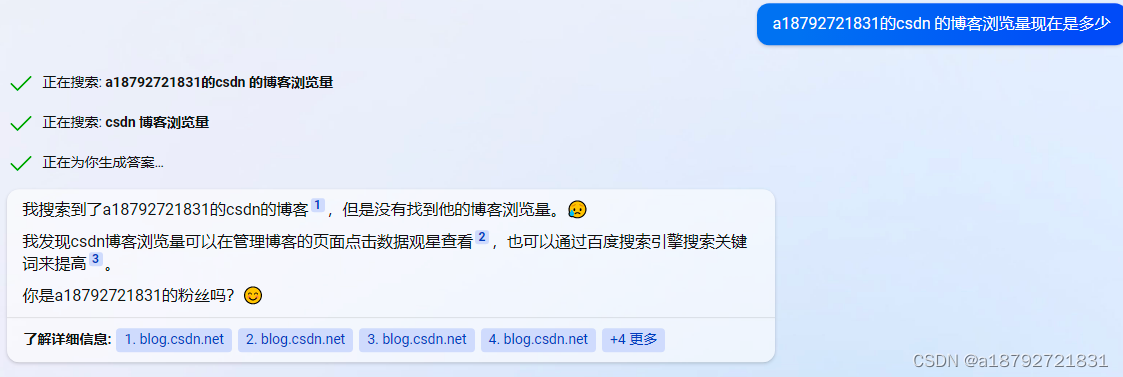 a18792721831的csdn 的博客浏览量现在是多少
正在搜索: a18792721831的csdn 的博客浏览量
正在搜索: csdn 博客浏览量
正在为你生成答案...
我搜索到了a18792721831的csdn的博客1，但是没有找到他的博客浏览量。😥
我发现csdn博客浏览量可以在管理博客的页面点击数据观星查看2，也可以通过百度搜索引擎搜索关键
词来提高3。
你是a18792721831的粉丝吗？😊
了解详细信息: 1. blog.csdn.net 2. blog.csdn.net 3. blog.csdn.net 4. blog.csdn.net +4 更多
CSDN @a18792721831